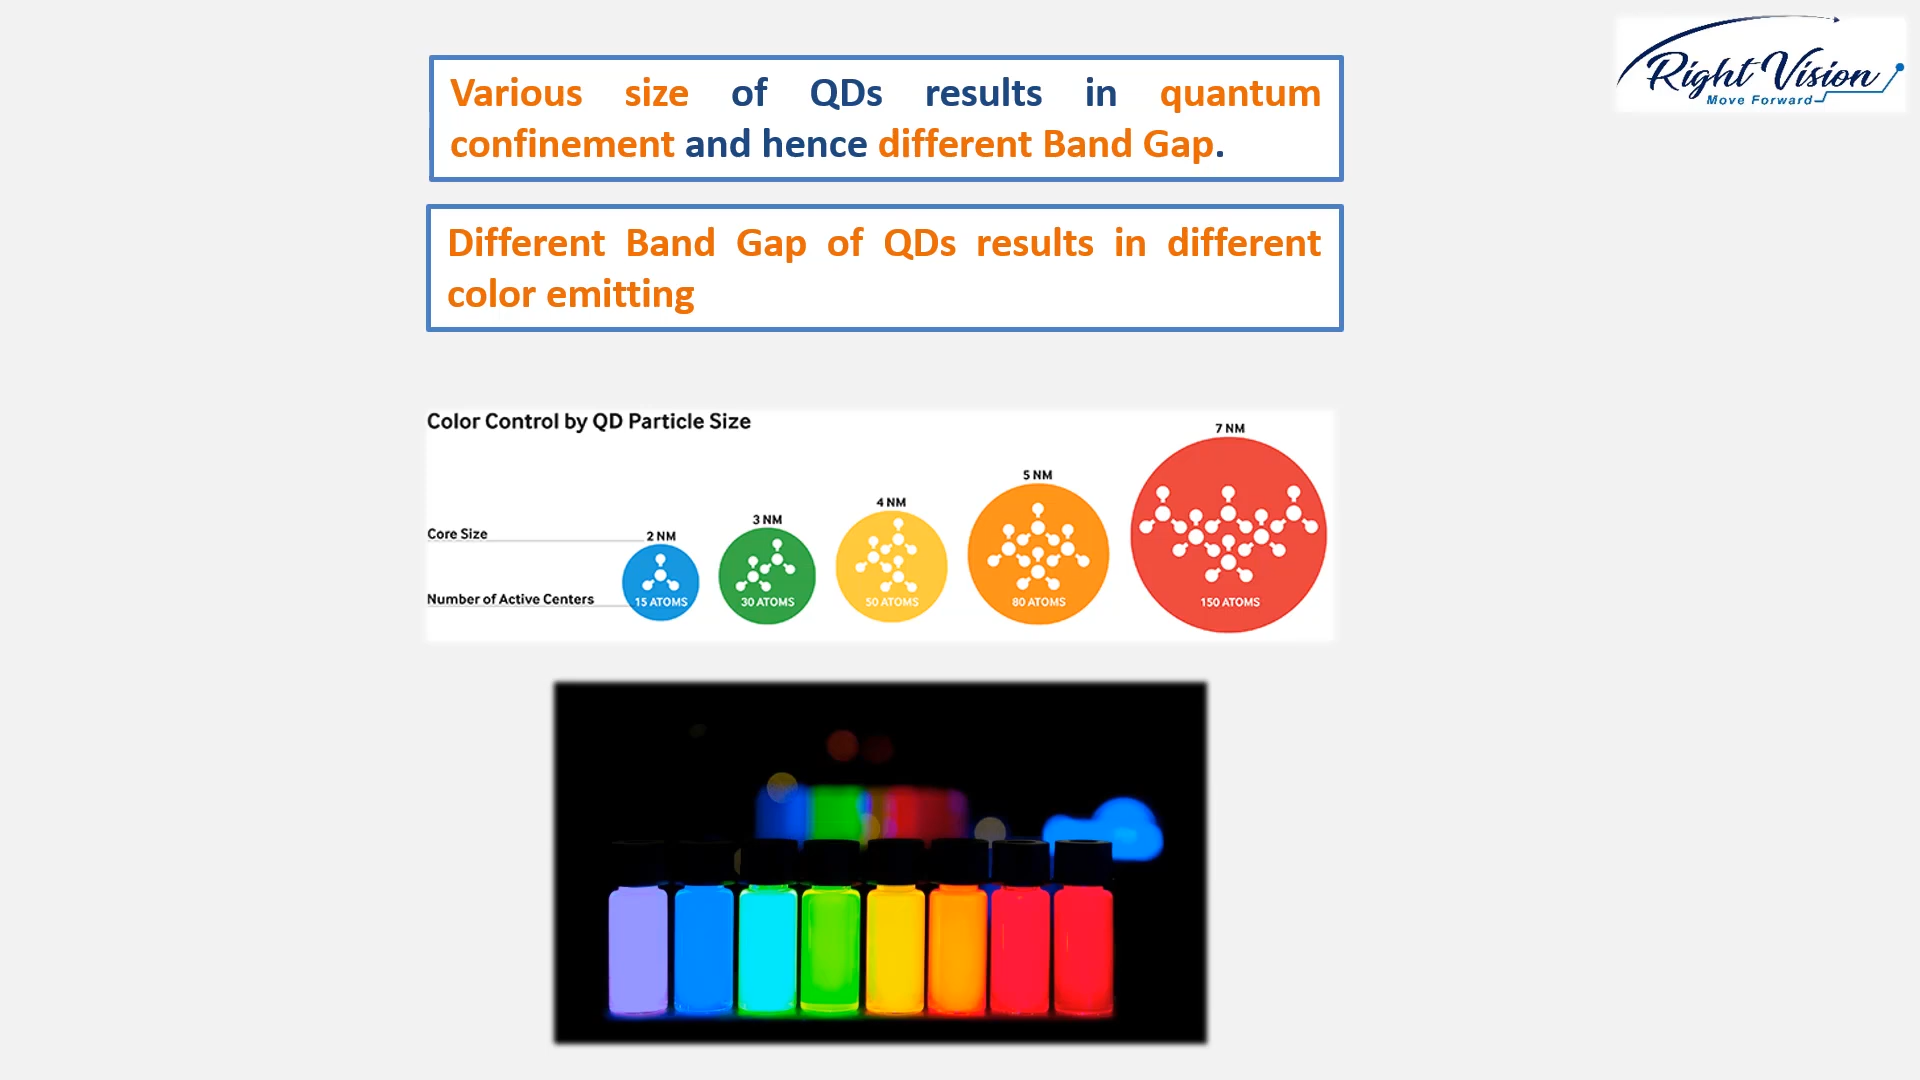 Right Vision
Move Forward
Various size of QDs results in quantum
confinement and hence different Band Gap.
Different Band Gap of QDs results in different
color emitting
Color Control by QD Particle Size
Core Size
2 NM
3 NM
4 NM
5 NM
7 NM
Number of Active Centers
15 ATOMS
30 ATOMS
50 ATOMS
80 ATOMS
150 ATOMS